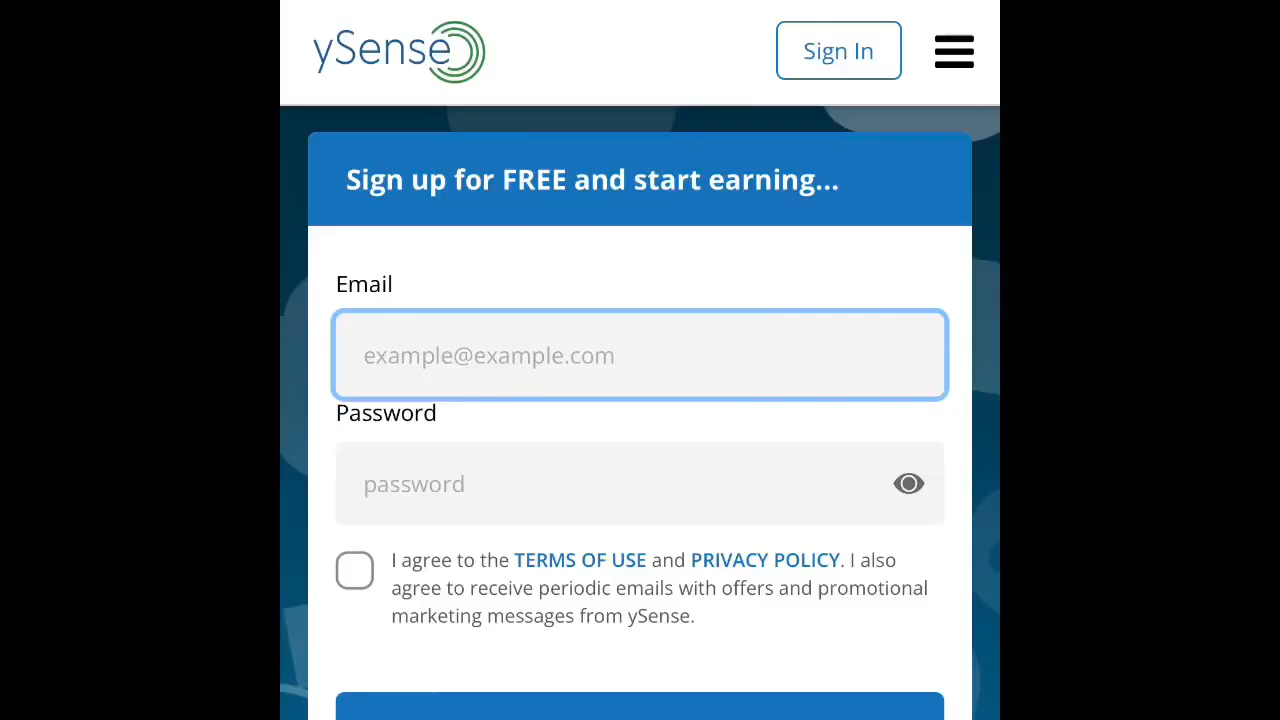 ySense
Sign In
Sign up for FREE and start earning...
Email
example@example.com
Password
password
I agree to the TERMS OF USE and PRIVACY POLICY. I also
agree to receive periodic emails with offers and promotional
marketing messages from ySense.